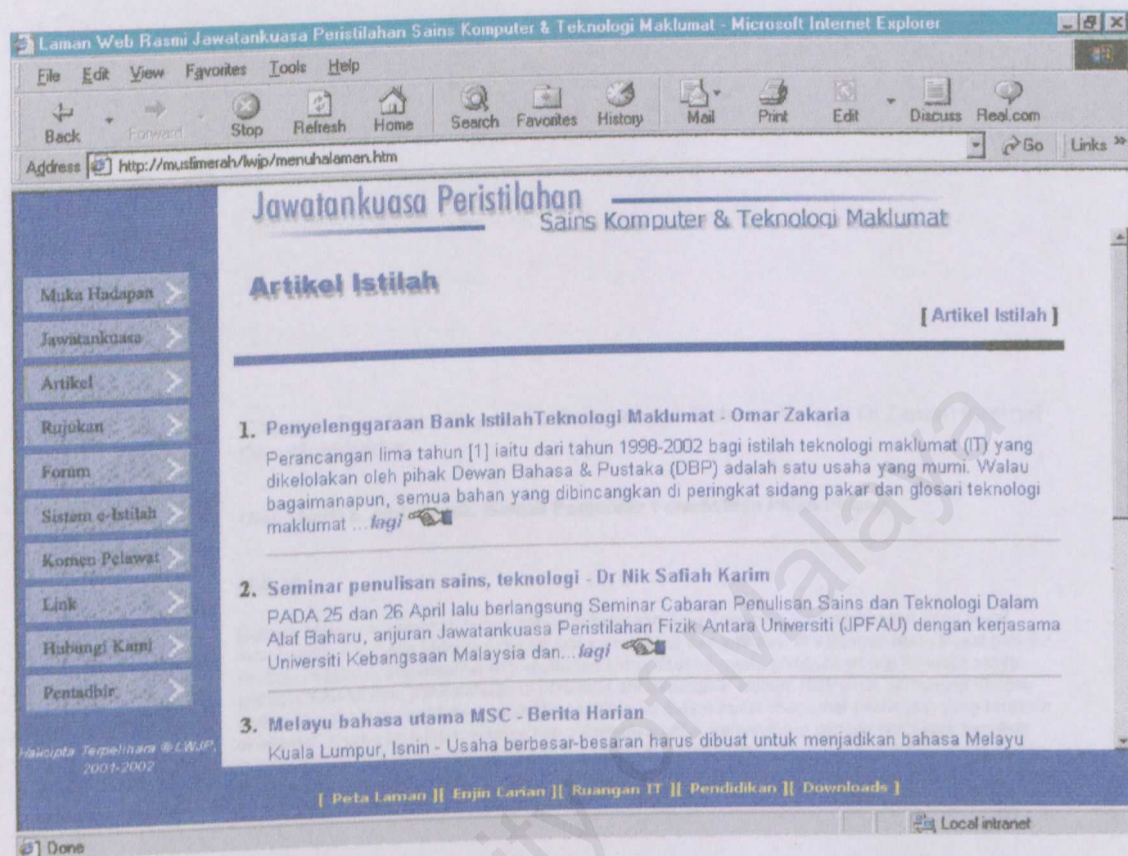 Laman Web Rasmi Jawatankuasa Peristilahan Sains Komputer & Teknologi Maklumat - Microsoft Internet Explorer
File Edit View Favorites Tools Help
Back Forward Stop Refresh Home Search Favorites History Mail Print Edit Discuss Real.com
Address http://muslimerah/lwjp/menuhalaman.htm Go Links »
Jawatankuasa Peristilahan
Sains Komputer & Teknologi Maklumat
Artikel Istilah
[ Artikel Istilah ]
Muka Hadapan
Jawatankuasa
Artikel
Rujukan
Forum
Sistem e-Istilah
Komen Pelawat
Link
Hubungi Kami
Pentadbir
Hakcipta Terpelihara ® LWJP,
2001-2002
1. Penyelenggaraan Bank IstilahTeknologi Maklumat - Omar Zakaria
Perancangan lima tahun [1] iaitu dari tahun 1998-2002 bagi istilah teknologi maklumat (IT) yang
dikelolakan oleh pihak Dewan Bahasa & Pustaka (DBP) adalah satu usaha yang murni. Walau
bagaimanapun, semua bahan yang dibincangkan di peringkat sidang pakar dan glosari teknologi
maklumat ...lagi
2. Seminar penulisan sains, teknologi - Dr Nik Safiah Karim
PADA 25 dan 26 April lalu berlangsung Seminar Cabaran Penulisan Sains dan Teknologi Dalam
Alaf Baharu, anjuran Jawatankuasa Peristilahan Fizik Antara Universiti (JPFAU) dengan kerjasama
Universiti Kebangsaan Malaysia dan...lagi
3. Melayu bahasa utama MSC - Berita Harian
Kuala Lumpur, Isnin - Usaha berbesar-besaran harus dibuat untuk menjadikan bahasa Melayu
[ Peta Laman ][ Enjin Carian ][ Ruangan IT ][ Pendidikan ][ Downloads ]
Done Local intranet
University of Malaya